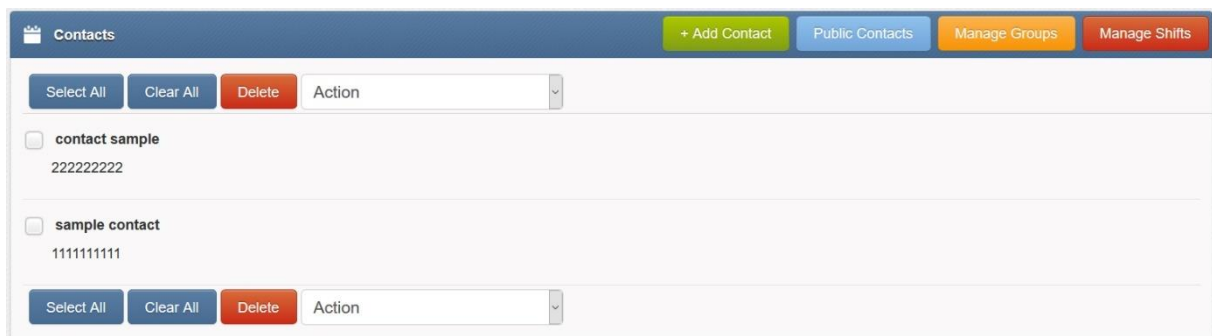 Contacts + Add Contact Public Contacts Manage Groups Manage Shifts
Select All Clear All Delete Action
contact sample
222222222
sample contact
1111111111
Select All Clear All Delete Action